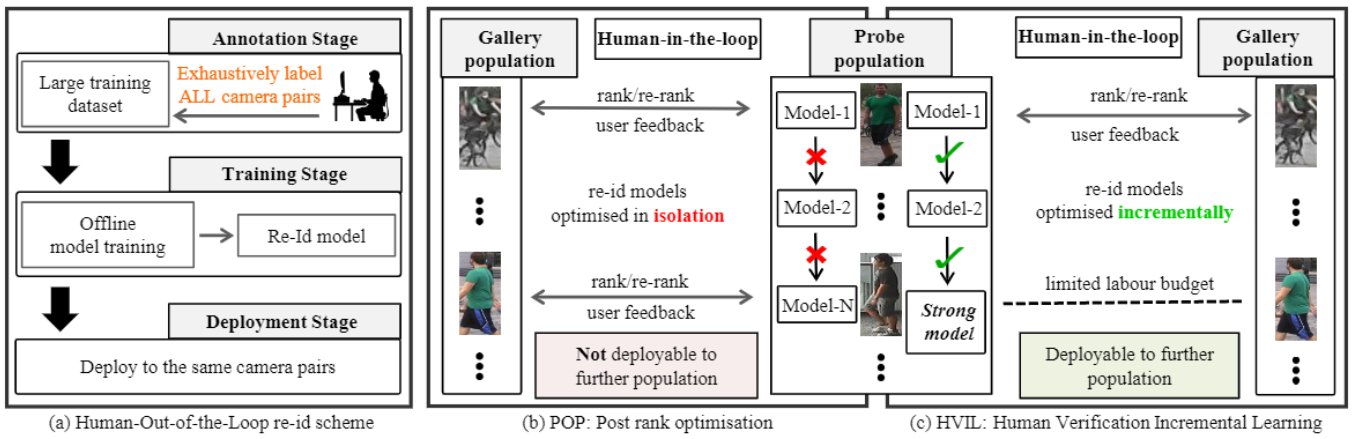 Annotation Stage
Large training
dataset
Exhaustively label
ALL camera pairs
Training Stage
Offline
model training
Re-Id model
Deployment Stage
Deploy to the same camera pairs
(a) Human-Out-of-the-Loop re-id scheme
Gallery
population
Human-in-the-loop
Probe
population
rank/re-rank
user feedback
re-id models
optimised in isolation
rank/re-rank
user feedback
Not deployable to
further population
Model-1
Model-2
Model-N
Model-1
Model-2
Strong
model
(b) POP: Post rank optimisation
Human-in-the-loop
Gallery
population
rank/re-rank
user feedback
re-id models
optimised incrementally
limited labour budget
Deployable to further
population
(c) HVIL: Human Verification Incremental Learning